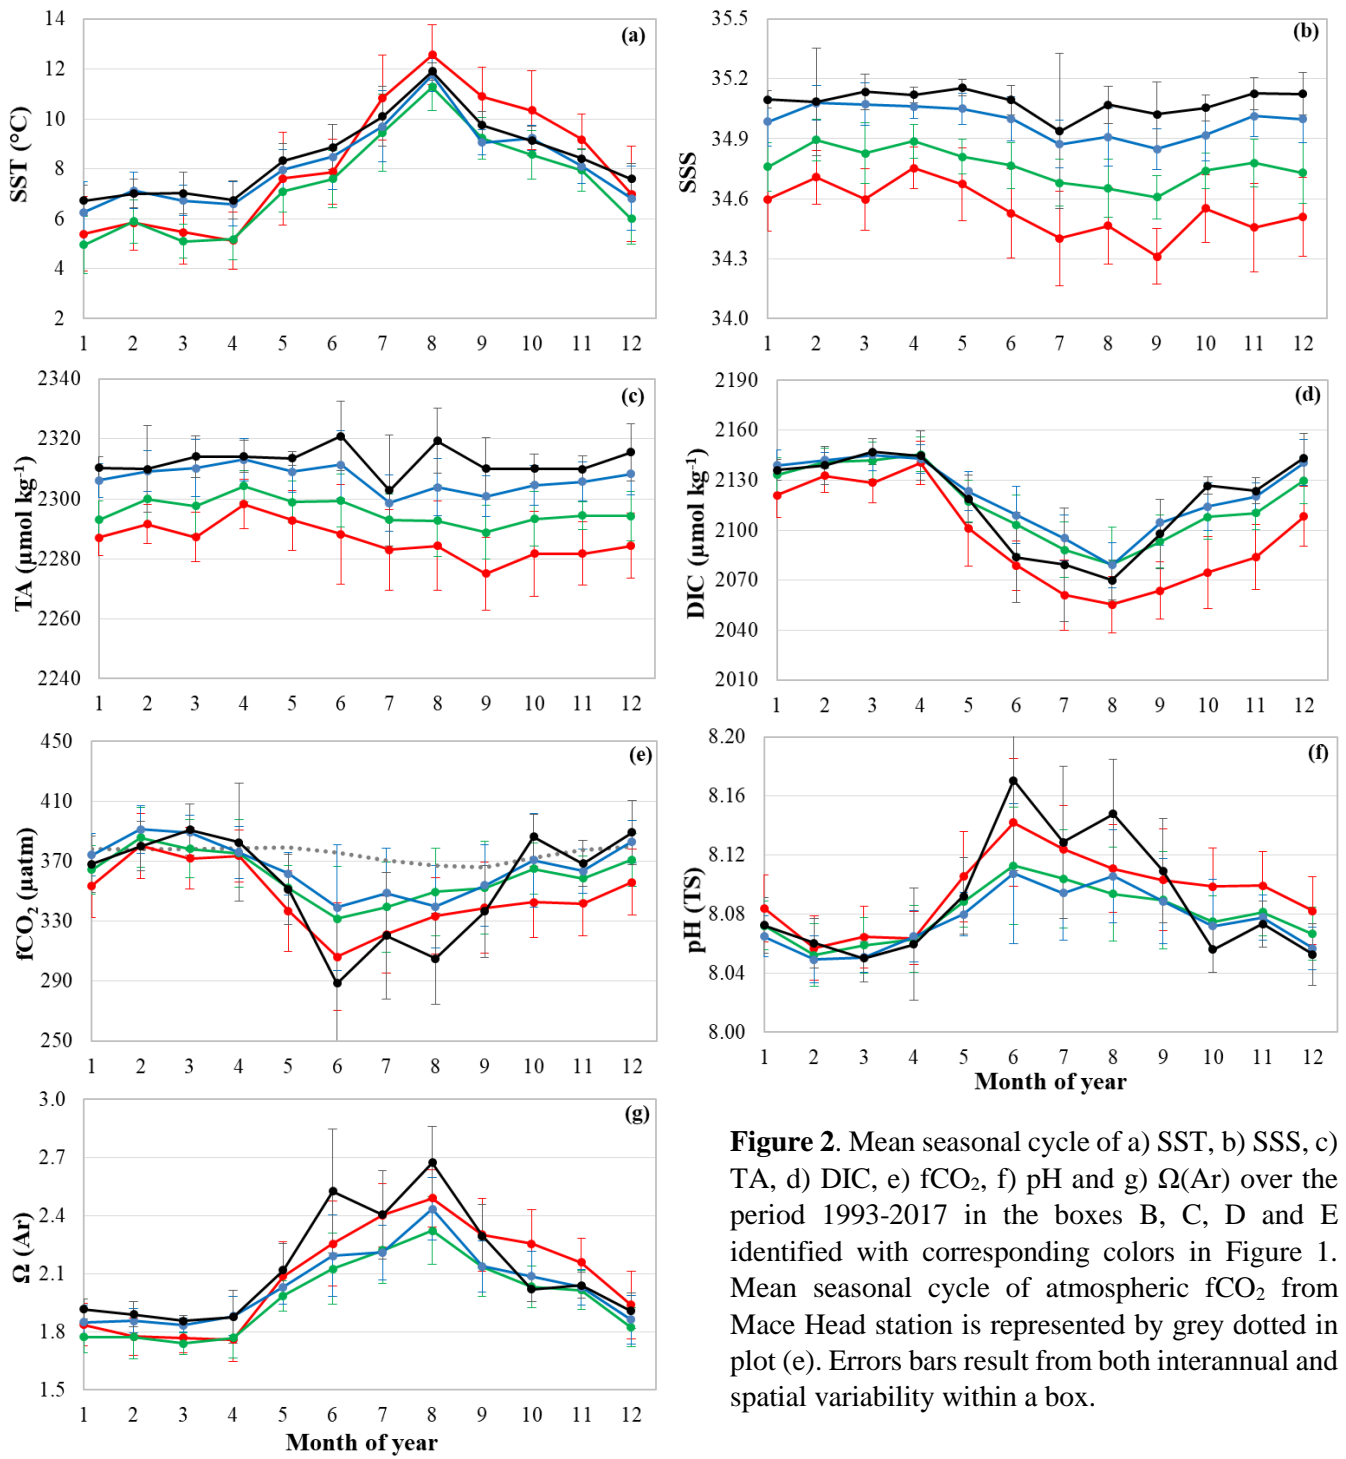 (a)
SST (°C)
14
12
10
8
6
4
2
1 2 3 4 5 6 7 8 9 10 11 12
(b)
SSS
35.5
35.2
34.9
34.6
34.3
34.0
1 2 3 4 5 6 7 8 9 10 11 12
(c)
TA (µmol kg-1)
2340
2320
2300
2280
2260
2240
1 2 3 4 5 6 7 8 9 10 11 12
(d)
DIC (µmol kg-1)
2190
2160
2130
2100
2070
2040
2010
1 2 3 4 5 6 7 8 9 10 11 12
(e)
fCO2 (µatm)
450
410
370
330
290
250
1 2 3 4 5 6 7 8 9 10 11 12
(f)
pH (TS)
8.20
8.16
8.12
8.08
8.04
8.00
1 2 3 4 5 6 7 8 9 10 11 12
Month of year
(g)
Ω (Ar)
3.0
2.7
2.4
2.1
1.8
1.5
1 2 3 4 5 6 7 8 9 10 11 12
Month of year
Figure 2. Mean seasonal cycle of a) SST, b) SSS, c)
TA, d) DIC, e) fCO2, f) pH and g) Ω(Ar) over the
period 1993-2017 in the boxes B, C, D and E
identified with corresponding colors in Figure 1.
Mean seasonal cycle of atmospheric fCO2 from
Mace Head station is represented by grey dotted in
plot (e). Errors bars result from both interannual and
spatial variability within a box.